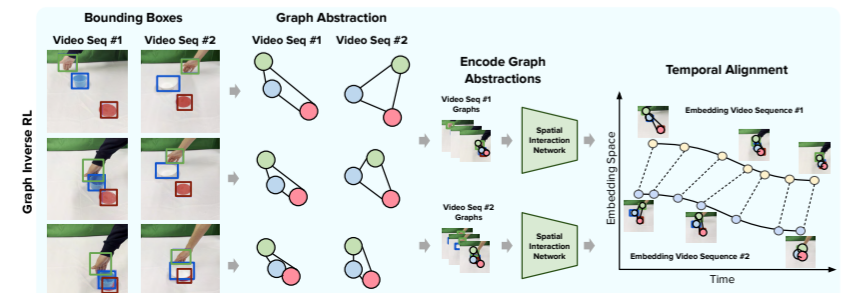 Graph Inverse RL
Bounding Boxes
Video Seq #1
Video Seq #2
Graph Abstraction
Video Seq #1
Video Seq #2
Encode Graph
Abstractions
Video Seq #1
Graphs
Spatial
Interaction
Network
Video Seq #2
Graphs
Spatial
Interaction
Network
Temporal Alignment
Embedding Space
Embedding Video Sequence #1
Embedding Video Sequence #2
Time